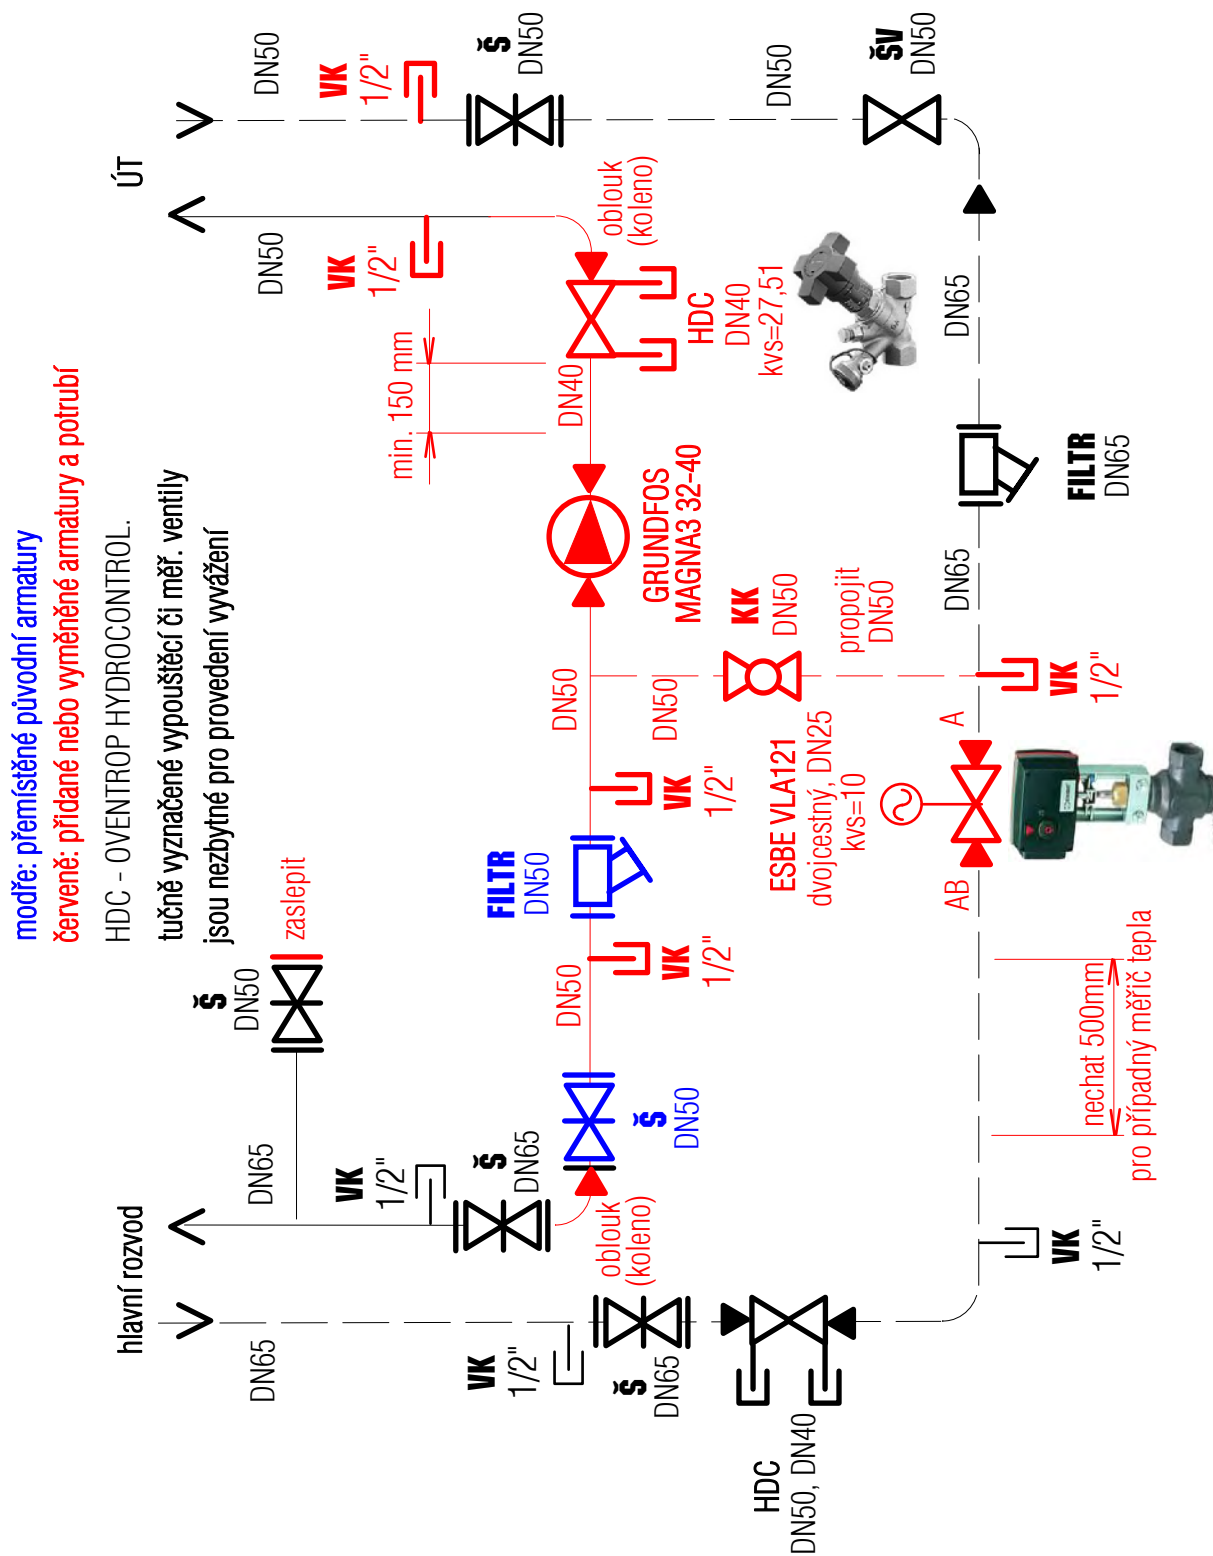 modře: přemístěné původní armatury
červeně: přidané nebo vyměněné armatury a potrubí
HDC - OVENTROP HYDROCONTROL.
tučně vyznačené vypouštěcí či měř. ventily
jsou nezbytné pro provedení vyvážení
hlavní rozvod
DN65
VK
1/2"
Š
DN65
HDC
DN50, DN40
DN65
VK
1/2"
Š
DN65
oblouk
(koleno)
Š
DN50
zaslepit
Š
DN50
DN50
VK
1/2"
FILTR
DN50
VK
1/2"
DN50
DN50
KK
DN50
propojit
DN50
GRUNDFOS
MAGNA3 32-40
min. 150 mm
DN40
HDC
DN40
kvs=27,51
oblouk
(koleno)
ÚT
DN50
VK
1/2"
DN50
VK
1/2"
Š
DN50
DN50
ŠV
DN50
DN65
FILTR
DN65
DN65
VK
1/2"
ESBE VLA121
dvojcestný, DN25
kvs=10
A
AB
nechat 500mm
pro případný měřič tepla
VK
1/2"